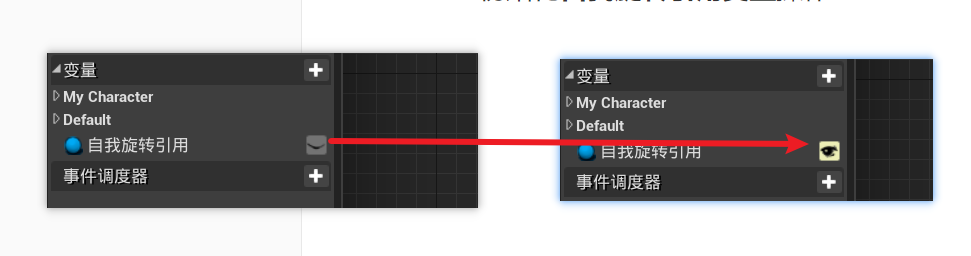 变量
My Character
Default
自我旋转引用
事件调度器
变量
My Character
Default
自我旋转引用
事件调度器